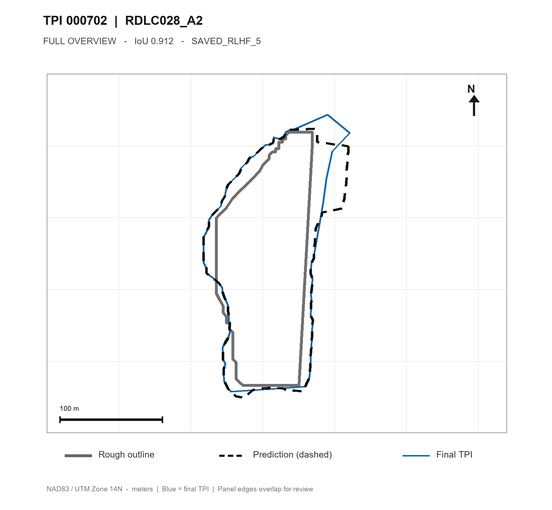 TPI 000702 | RDLC028_A2
FULL OVERVIEW - IoU 0.912 - SAVED_RLHF_5
N
100 m
Rough outline Prediction (dashed) Final TPI
NAD83 / UTM Zone 14N - meters | Blue = final TPI | Panel edges overlap for review